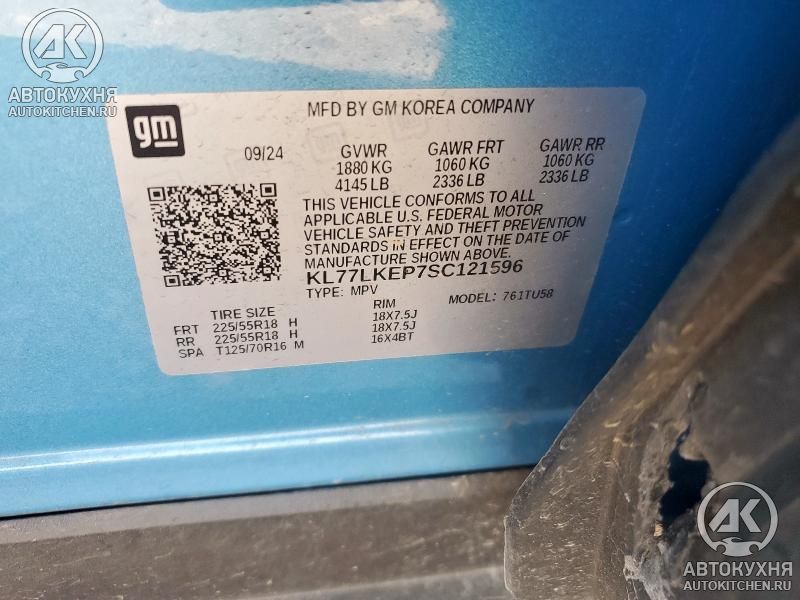 АК
АВТОКУХНЯ
AUTOKITCHEN.RU
gm
MFD BY GM KOREA COMPANY
09/24 GVWR GAWR FRT GAWR RR
1880 KG 1060 KG 1060 KG
4145 LB 2336 LB 2336 LB
THIS VEHICLE CONFORMS TO ALL
APPLICABLE U.S. FEDERAL MOTOR
VEHICLE SAFETY AND THEFT PREVENTION
STANDARDS IN EFFECT ON THE DATE OF
MANUFACTURE SHOWN ABOVE.
KL77LKEP7SC121596
TYPE: MPV MODEL: 761TU58
TIRE SIZE RIM
FRT 225/55R18 H 18X7.5J
RR 225/55R18 H 18X7.5J
SPA T125/70R16 M 16X4BT
АК
АВТОКУХНЯ
AUTOKITCHEN.RU